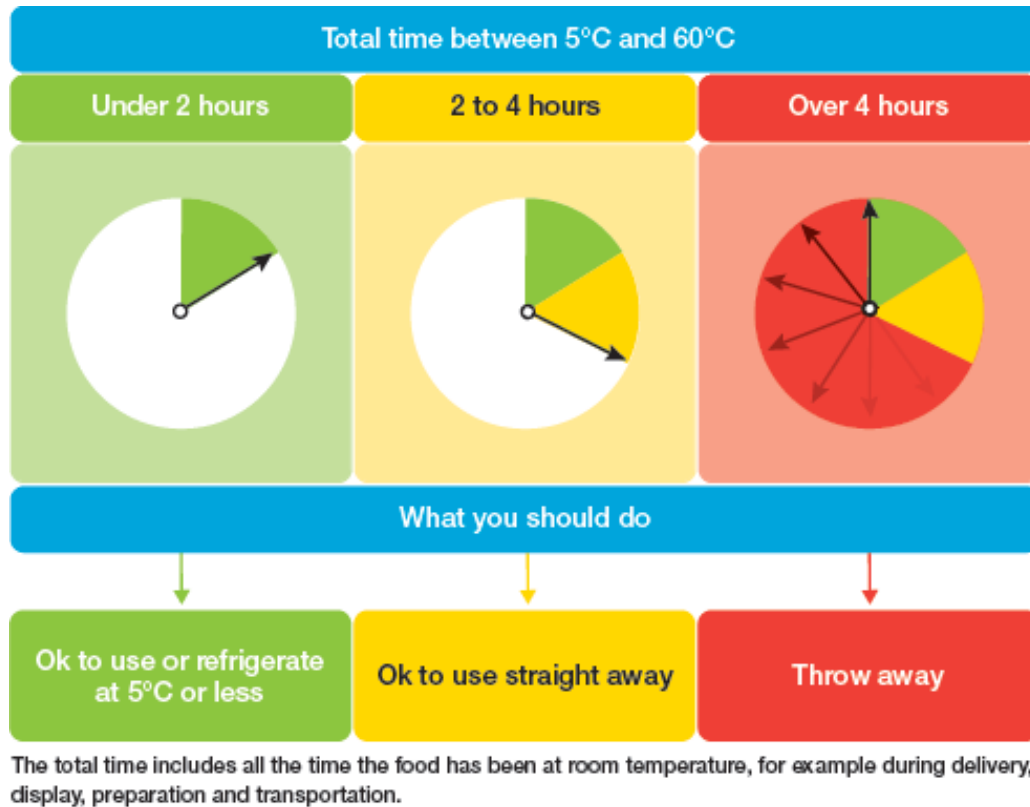 Total time between 5°C and 60°C
Under 2 hours
2 to 4 hours
Over 4 hours
What you should do
Ok to use or refrigerate
at 5°C or less
Ok to use straight away
Throw away
The total time includes all the time the food has been at room temperature, for example during delivery,
display, preparation and transportation.